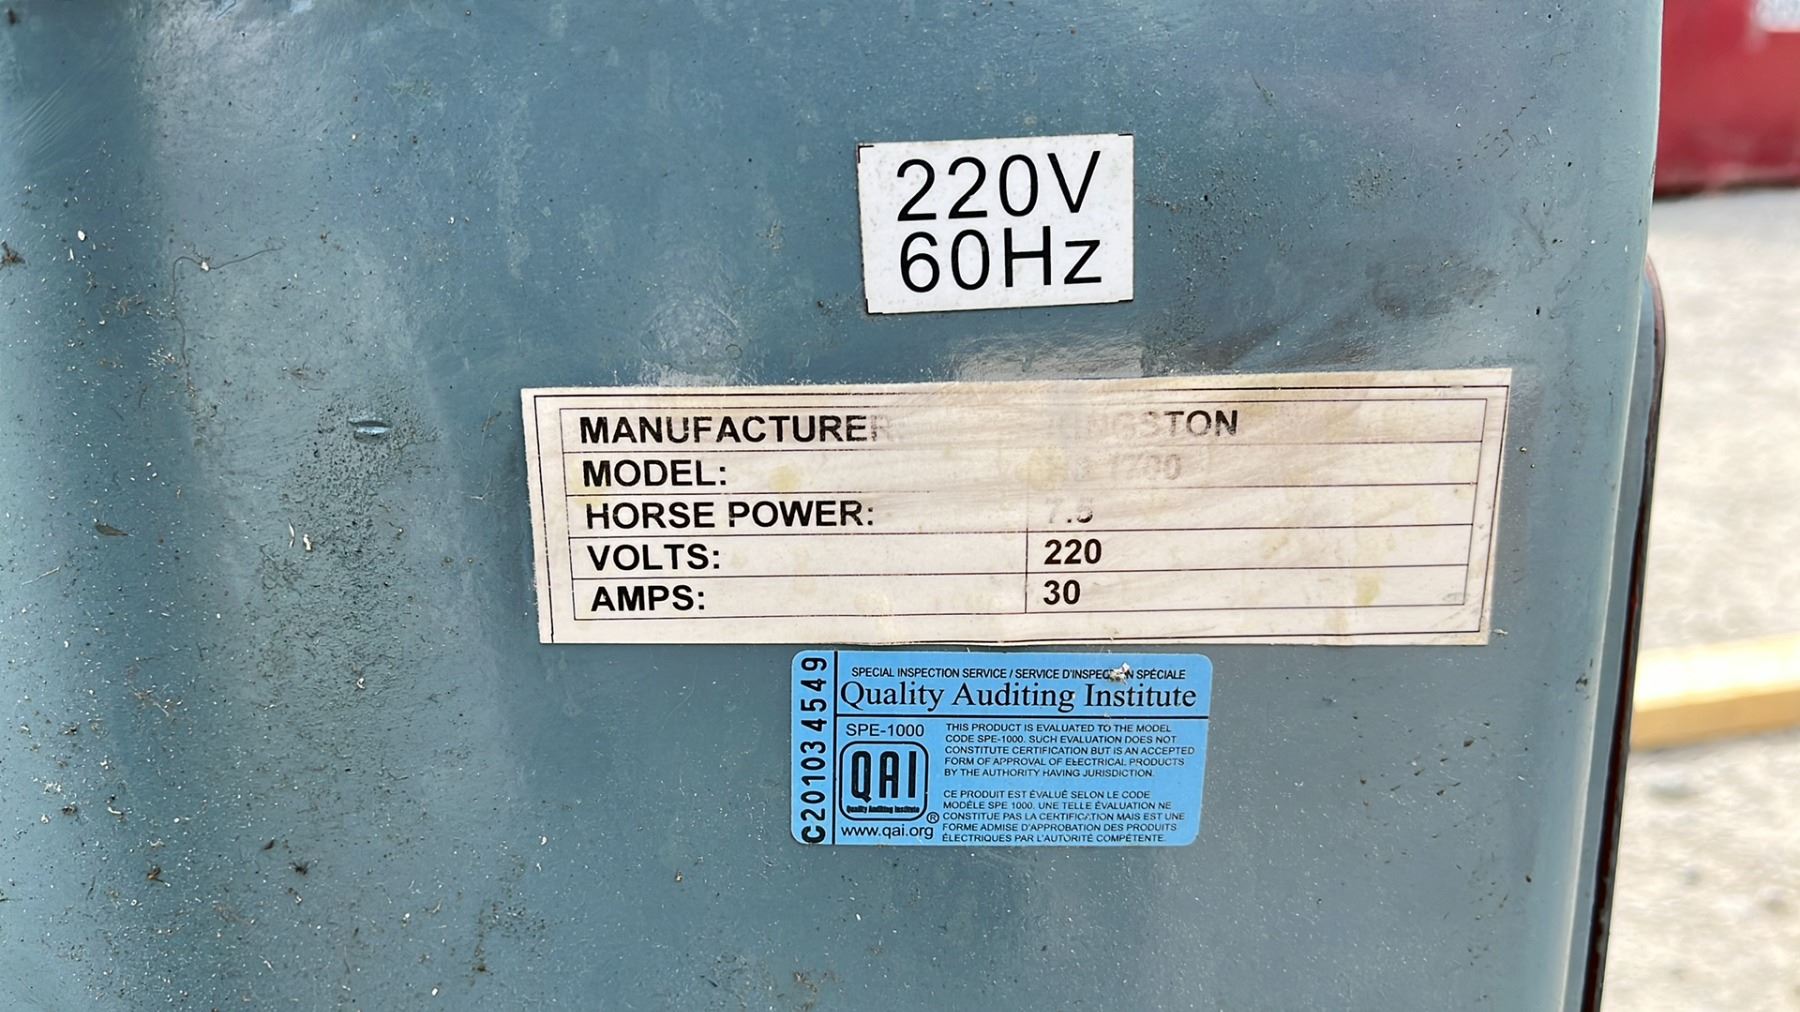 220V
60Hz
MANUFACTURER
MODEL:
HORSE POWER: 7.5
VOLTS: 220
AMPS: 30
C201034549
SPECIAL INSPECTION SERVICE / SERVICE D'INSPECTION SPÉCIALE
Quality Auditing Institute
SPE-1000
THIS PRODUCT IS EVALUATED TO THE MODEL
CODE SPE-1000. SUCH EVALUATION DOES NOT
CONSTITUTE CERTIFICATION BUT IS AN ACCEPTED
FORM OF APPROVAL OF ELECTRICAL PRODUCTS
BY THE AUTHORITY HAVING JURISDICTION.
QAI
Quality Auditing Institute
®
www.qai.org
CE PRODUIT EST ÉVALUÉ SELON LE CODE
MODÈLE SPE 1000. UNE TELLE ÉVALUATION NE
CONSTITUE PAS LA CERTIFICATION MAIS EST UNE
FORME ADMISE D'APPROBATION DES PRODUITS
ÉLECTRIQUES PAR L'AUTORITÉ COMPÉTENTE.